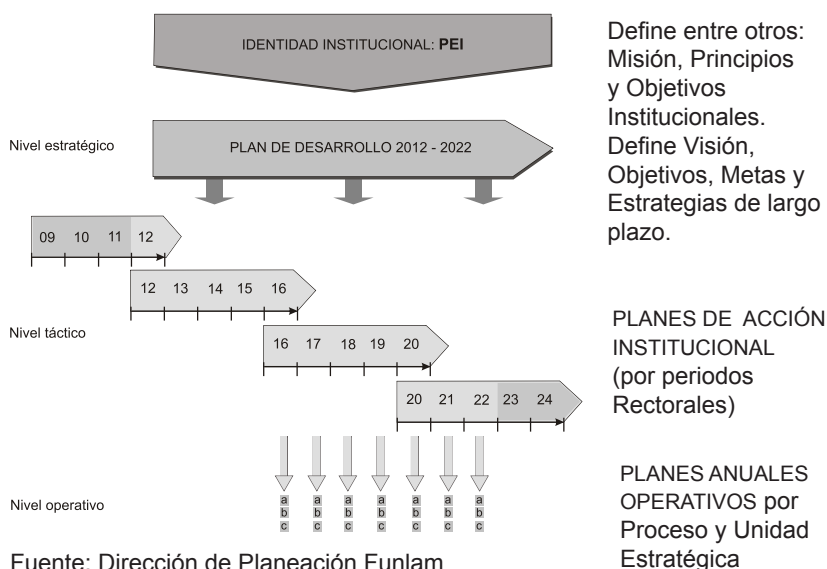 IDENTIDAD INSTITUCIONAL: PEI
Define entre otros:
Misión, Principios
y Objetivos
Institucionales.
Define Visión,
Objetivos, Metas y
Estrategias de largo
plazo.
Nivel estratégico
PLAN DE DESARROLLO 2012 - 2022
09 10 11 12
12 13 14 15 16
Nivel táctico
16 17 18 19 20
20 21 22 23 24
PLANES DE ACCIÓN
INSTITUCIONAL
(por periodos
Rectorales)
Nivel operativo
a a a a a a a
b b b b b b b
c c c c c c c
PLANES ANUALES
OPERATIVOS por
Proceso y Unidad
Estratégica
Fuente: Dirección de Planeación Funlam